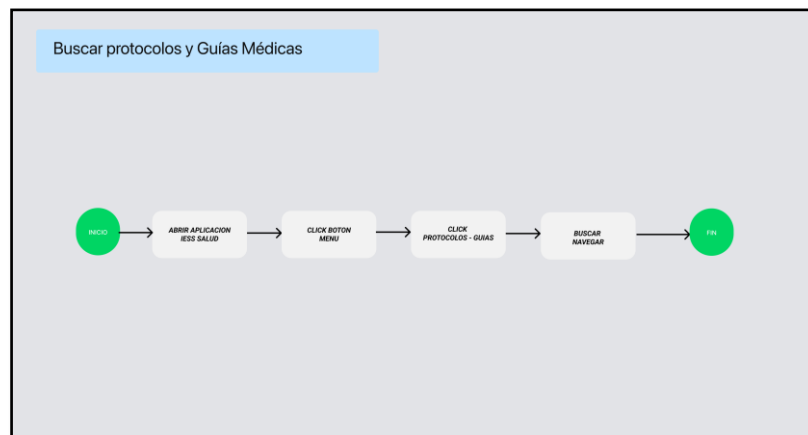 Buscar protocolos y Guías Médicas
INICIO
ABRIR APLICACION
IESS SALUD
CLICK BOTON
MENU
CLICK
PROTOCOLOS - GUIAS
BUSCAR
NAVEGAR
FIN